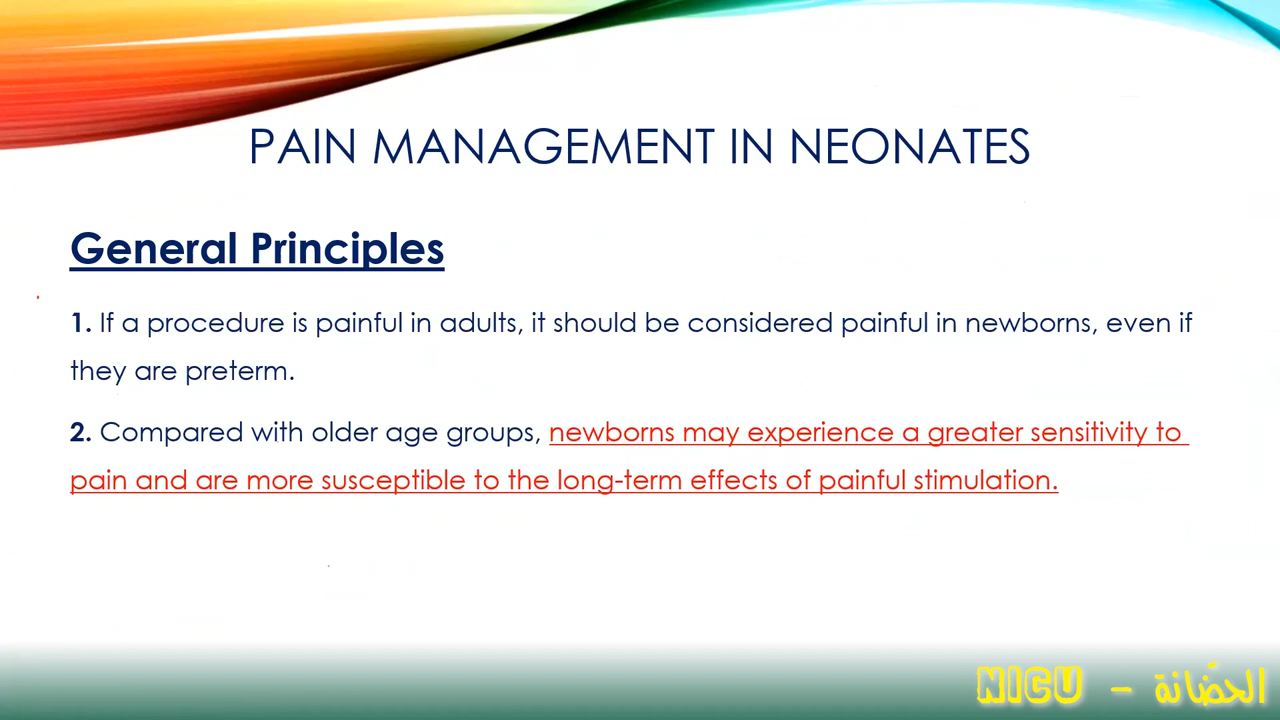 PAIN MANAGEMENT IN NEONATES
General Principles
1. If a procedure is painful in adults, it should be considered painful in newborns, even if
they are preterm.
2. Compared with older age groups, newborns may experience a greater sensitivity to
pain and are more susceptible to the long-term effects of painful stimulation.
NICU - الحضّانة